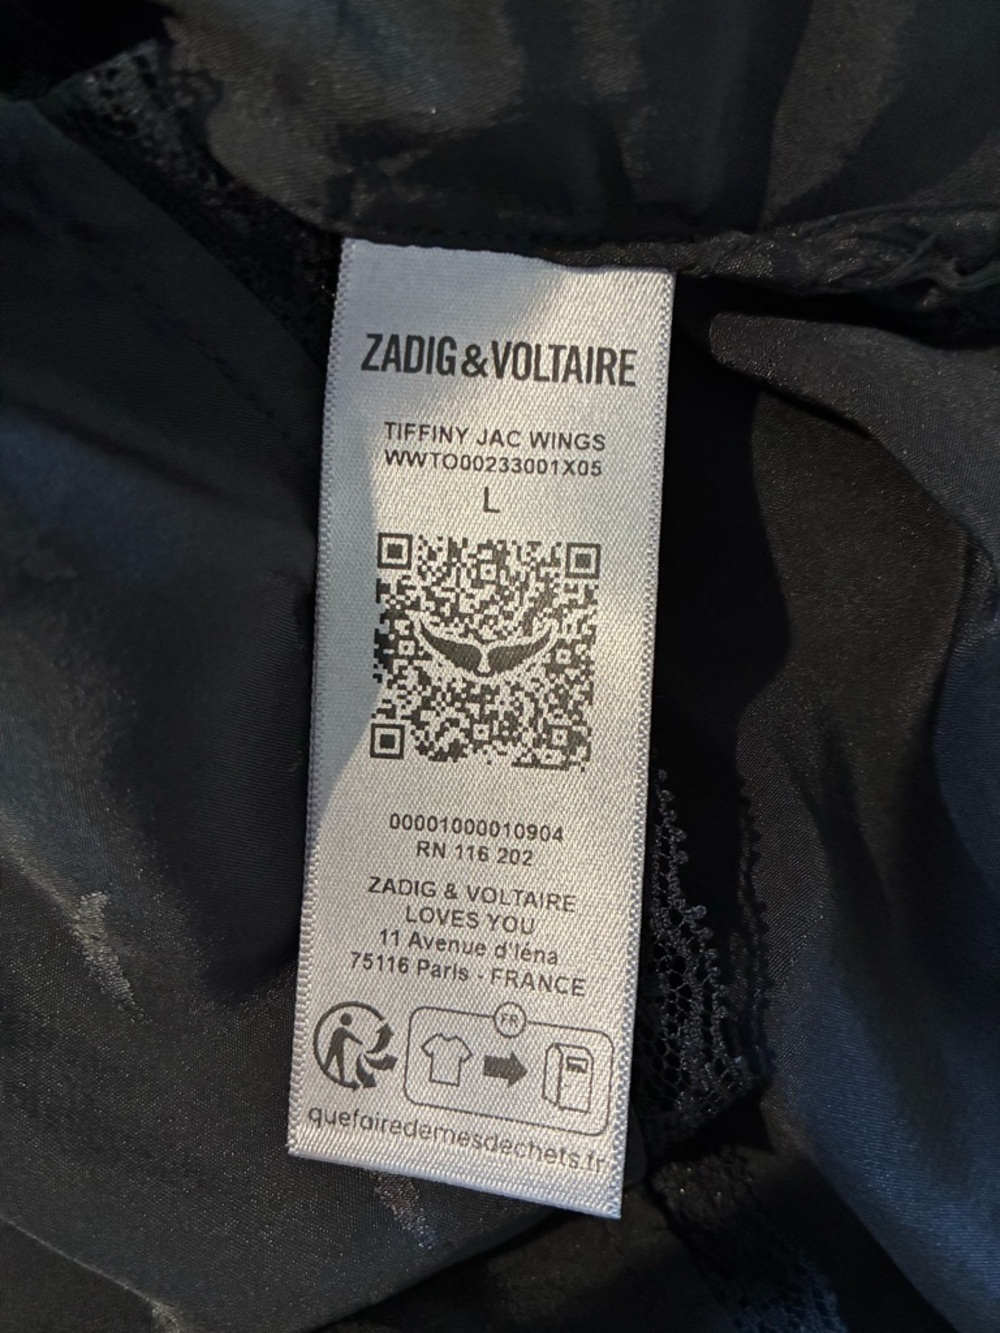 ZADIG&VOLTAIRE
TIFFINY JAC WINGS
WWTO00233001X05
L
00001000010904
RN 116 202
ZADIG & VOLTAIRE
LOVES YOU
11 Avenue d'Iéna
75116 Paris - FRANCE
FR
quefairedemesdechets.fr